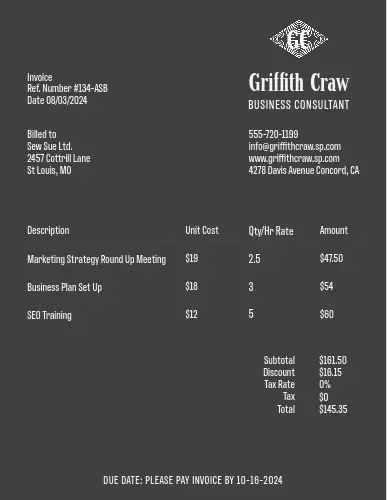 GC
Griffith Craw
BUSINESS CONSULTANT
Invoice
Ref. Number #134-ASB
Date 08/03/2024
Billed to
Sew Sue Ltd.
2457 Cottrill Lane
St Louis, MO
555-720-1199
info@griffithcraw.sp.com
www.griffithcraw.sp.com
4278 Davis Avenue Concord, CA
Description Unit Cost Qty/Hr Rate Amount
Marketing Strategy Round Up Meeting $19 2.5 $47.50
Business Plan Set Up $18 3 $54
SEO Training $12 5 $60
Subtotal $161.50
Discount $16.15
Tax Rate 0%
Tax $0
Total $145.35
DUE DATE: PLEASE PAY INVOICE BY 10-16-2024